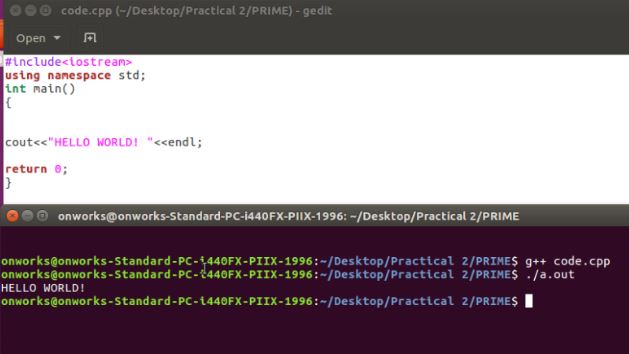 code.cpp (~/Desktop/Practical 2/PRIME) - gedit
Open
#include<iostream>
using namespace std;
int main()
{
cout<<"HELLO WORLD! "<<endl;
return 0;
}
onworks@onworks-Standard-PC-i440FX-PIIX-1996: ~/Desktop/Practical 2/PRIME
onworks@onworks-Standard-PC-i440FX-PIIX-1996:~/Desktop/Practical 2/PRIME$ g++ code.cpp
onworks@onworks-Standard-PC-i440FX-PIIX-1996:~/Desktop/Practical 2/PRIME$ ./a.out
HELLO WORLD!
onworks@onworks-Standard-PC-i440FX-PIIX-1996:~/Desktop/Practical 2/PRIME$